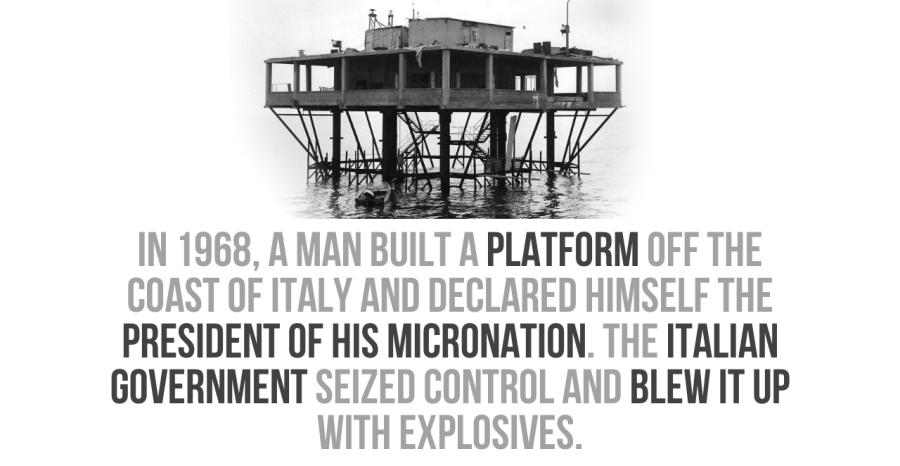 IN 1968, A MAN BUILT A PLATFORM OFF THE
COAST OF ITALY AND DECLARED HIMSELF THE
PRESIDENT OF HIS MICRONATION. THE ITALIAN
GOVERNMENT SEIZED CONTROL AND BLEW IT UP
WITH EXPLOSIVES.